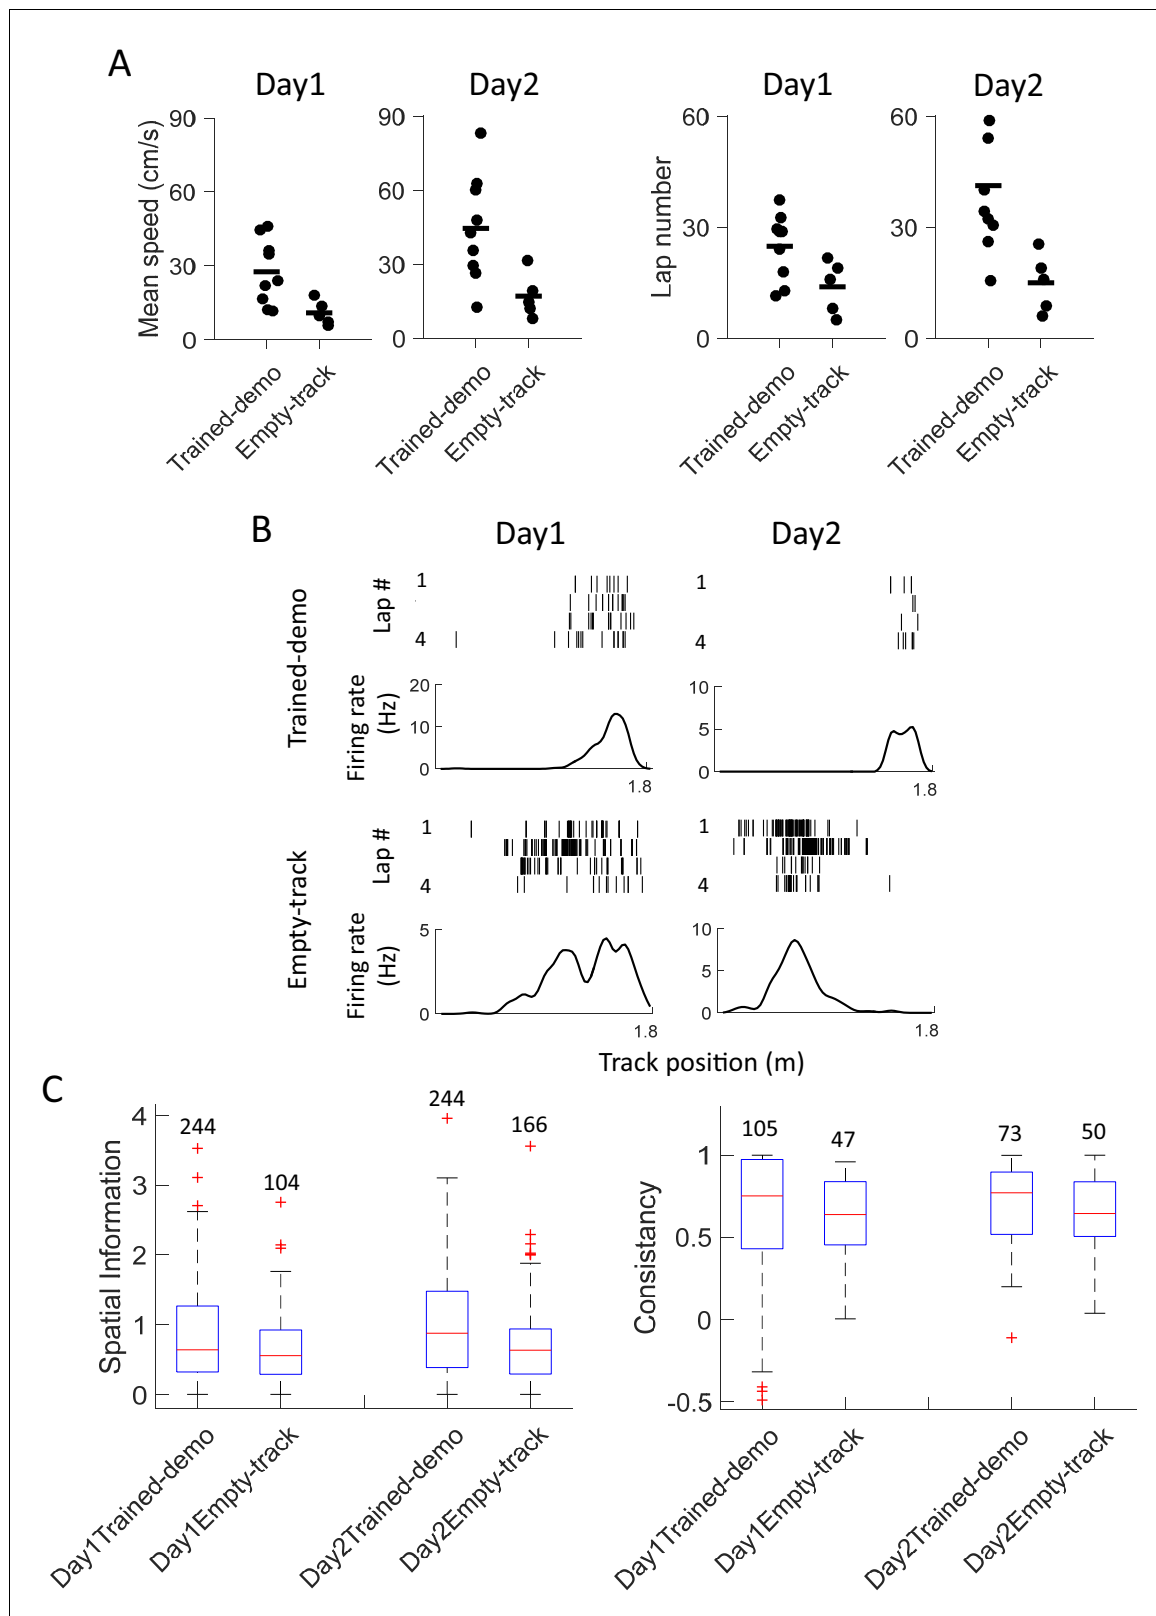 A
Day1
Day2
Day1
Day2
Mean speed (cm/s)
90
60
30
0
Trained-demo
Empty-track
90
60
30
0
Trained-demo
Empty-track
Lap number
60
30
0
Trained-demo
Empty-track
60
30
0
Trained-demo
Empty-track
B
Day1
Day2
Trained-demo
Lap #
1
4
1
4
Firing rate
(Hz)
20
10
0
1.8
10
5
0
1.8
Empty-track
Lap #
1
4
1
4
Firing rate
(Hz)
5
0
1.8
10
5
0
1.8
Track position (m)
C
Spatial Information
4
3
2
1
0
244
104
244
166
Day1Trained-demo
Day1Empty-track
Day2Trained-demo
Day2Empty-track
Consistancy
1
0.5
0
-0.5
105
47
73
50
Day1Trained-demo
Day1Empty-track
Day2Trained-demo
Day2Empty-track